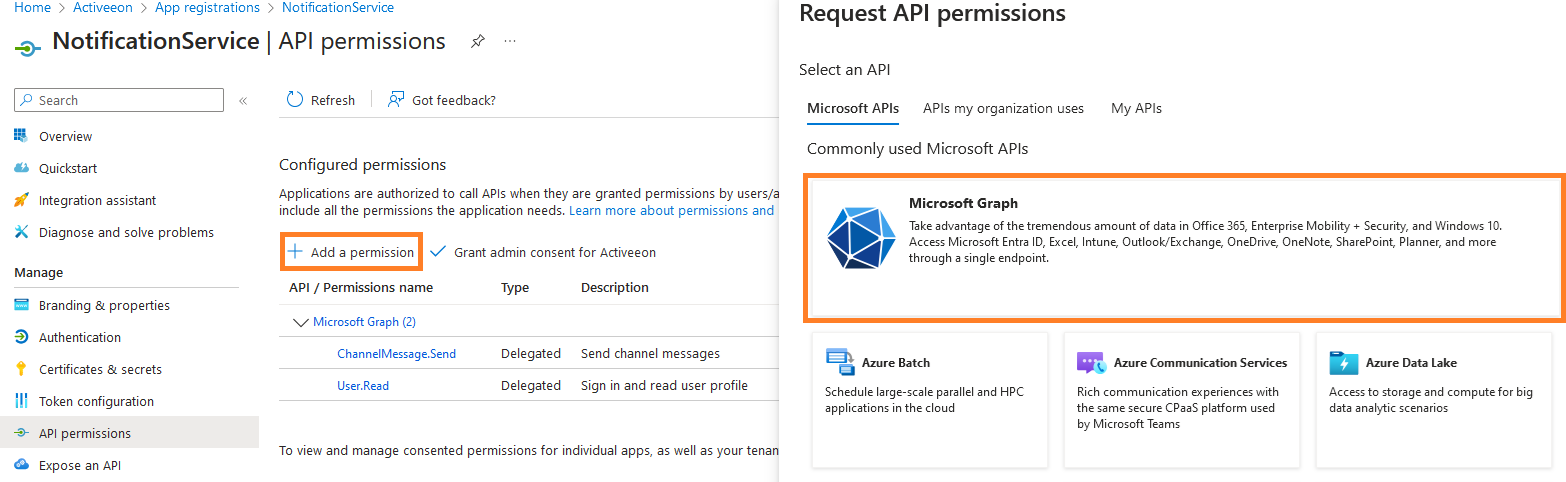 Home > Activeeon > App registrations > NotificationService
NotificationService | API permissions
Search
«
Overview
Quickstart
Integration assistant
Diagnose and solve problems
Manage
Branding & properties
Authentication
Certificates & secrets
Token configuration
API permissions
Expose an API
Refresh
Got feedback?
Configured permissions
Applications are authorized to call APIs when they are granted permissions by users/a
include all the permissions the application needs. Learn more about permissions and
Add a permission
Grant admin consent for Activeeon
API / Permissions name Type Description
Microsoft Graph (2)
ChannelMessage.Send Delegated Send channel messages
User.Read Delegated Sign in and read user profile
To view and manage consented permissions for individual apps, as well as your tenan
Request API permissions
Select an API
Microsoft APIs APIs my organization uses My APIs
Commonly used Microsoft APIs
Microsoft Graph
Take advantage of the tremendous amount of data in Office 365, Enterprise Mobility + Security, and Windows 10.
Access Microsoft Entra ID, Excel, Intune, Outlook/Exchange, OneDrive, OneNote, SharePoint, Planner, and more
through a single endpoint.
Azure Batch
Schedule large-scale parallel and HPC
applications in the cloud
Azure Communication Services
Rich communication experiences with
the same secure CPaaS platform used
by Microsoft Teams
Azure Data Lake
Access to storage and compute for big
data analytic scenarios